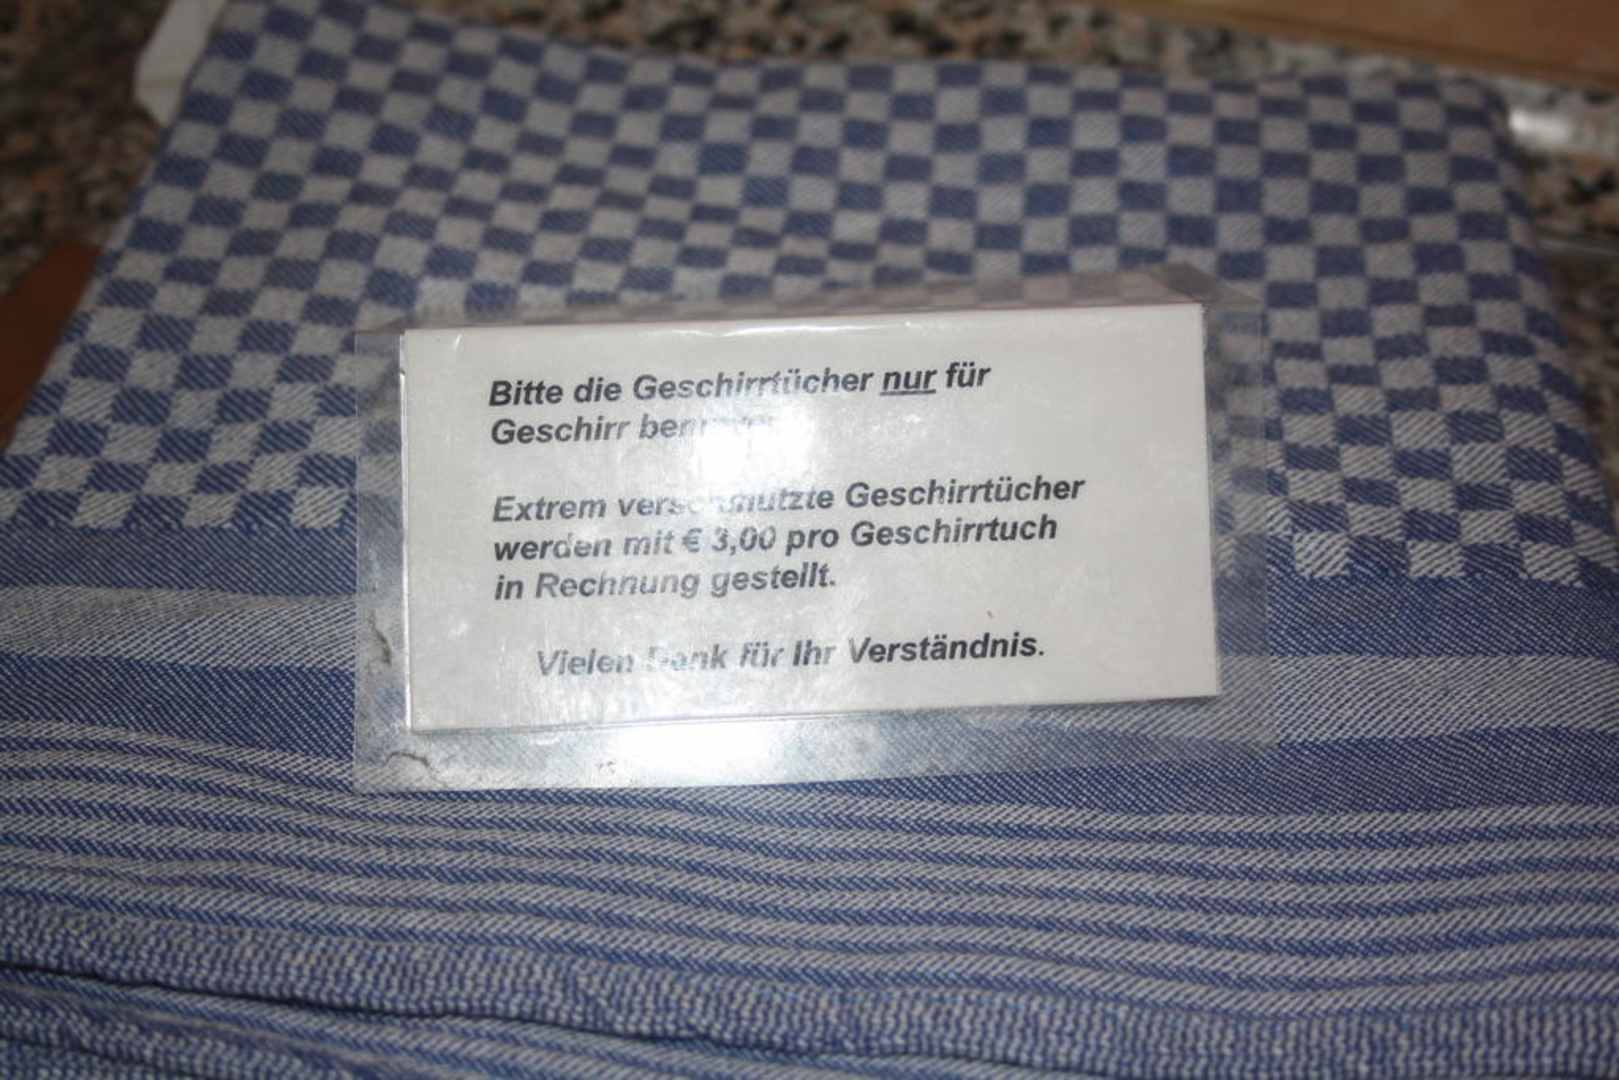 Bitte die Geschirrtücher nur für
Geschirr
Extrem verschmutzte Geschirrtücher
werden mit € 3,00 pro Geschirrtuch
in Rechnung gestellt.
Vielen Dank für Ihr Verständnis.